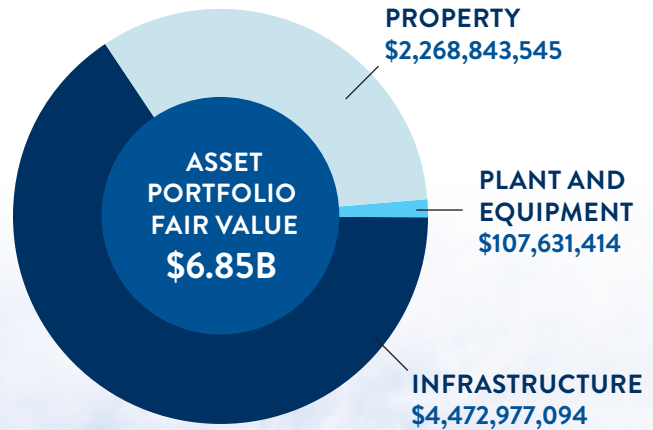 PROPERTY
$2,268,843,545
ASSET
PORTFOLIO
FAIR VALUE
$6.85B
PLANT AND
EQUIPMENT
$107,631,414
INFRASTRUCTURE
$4,472,977,094